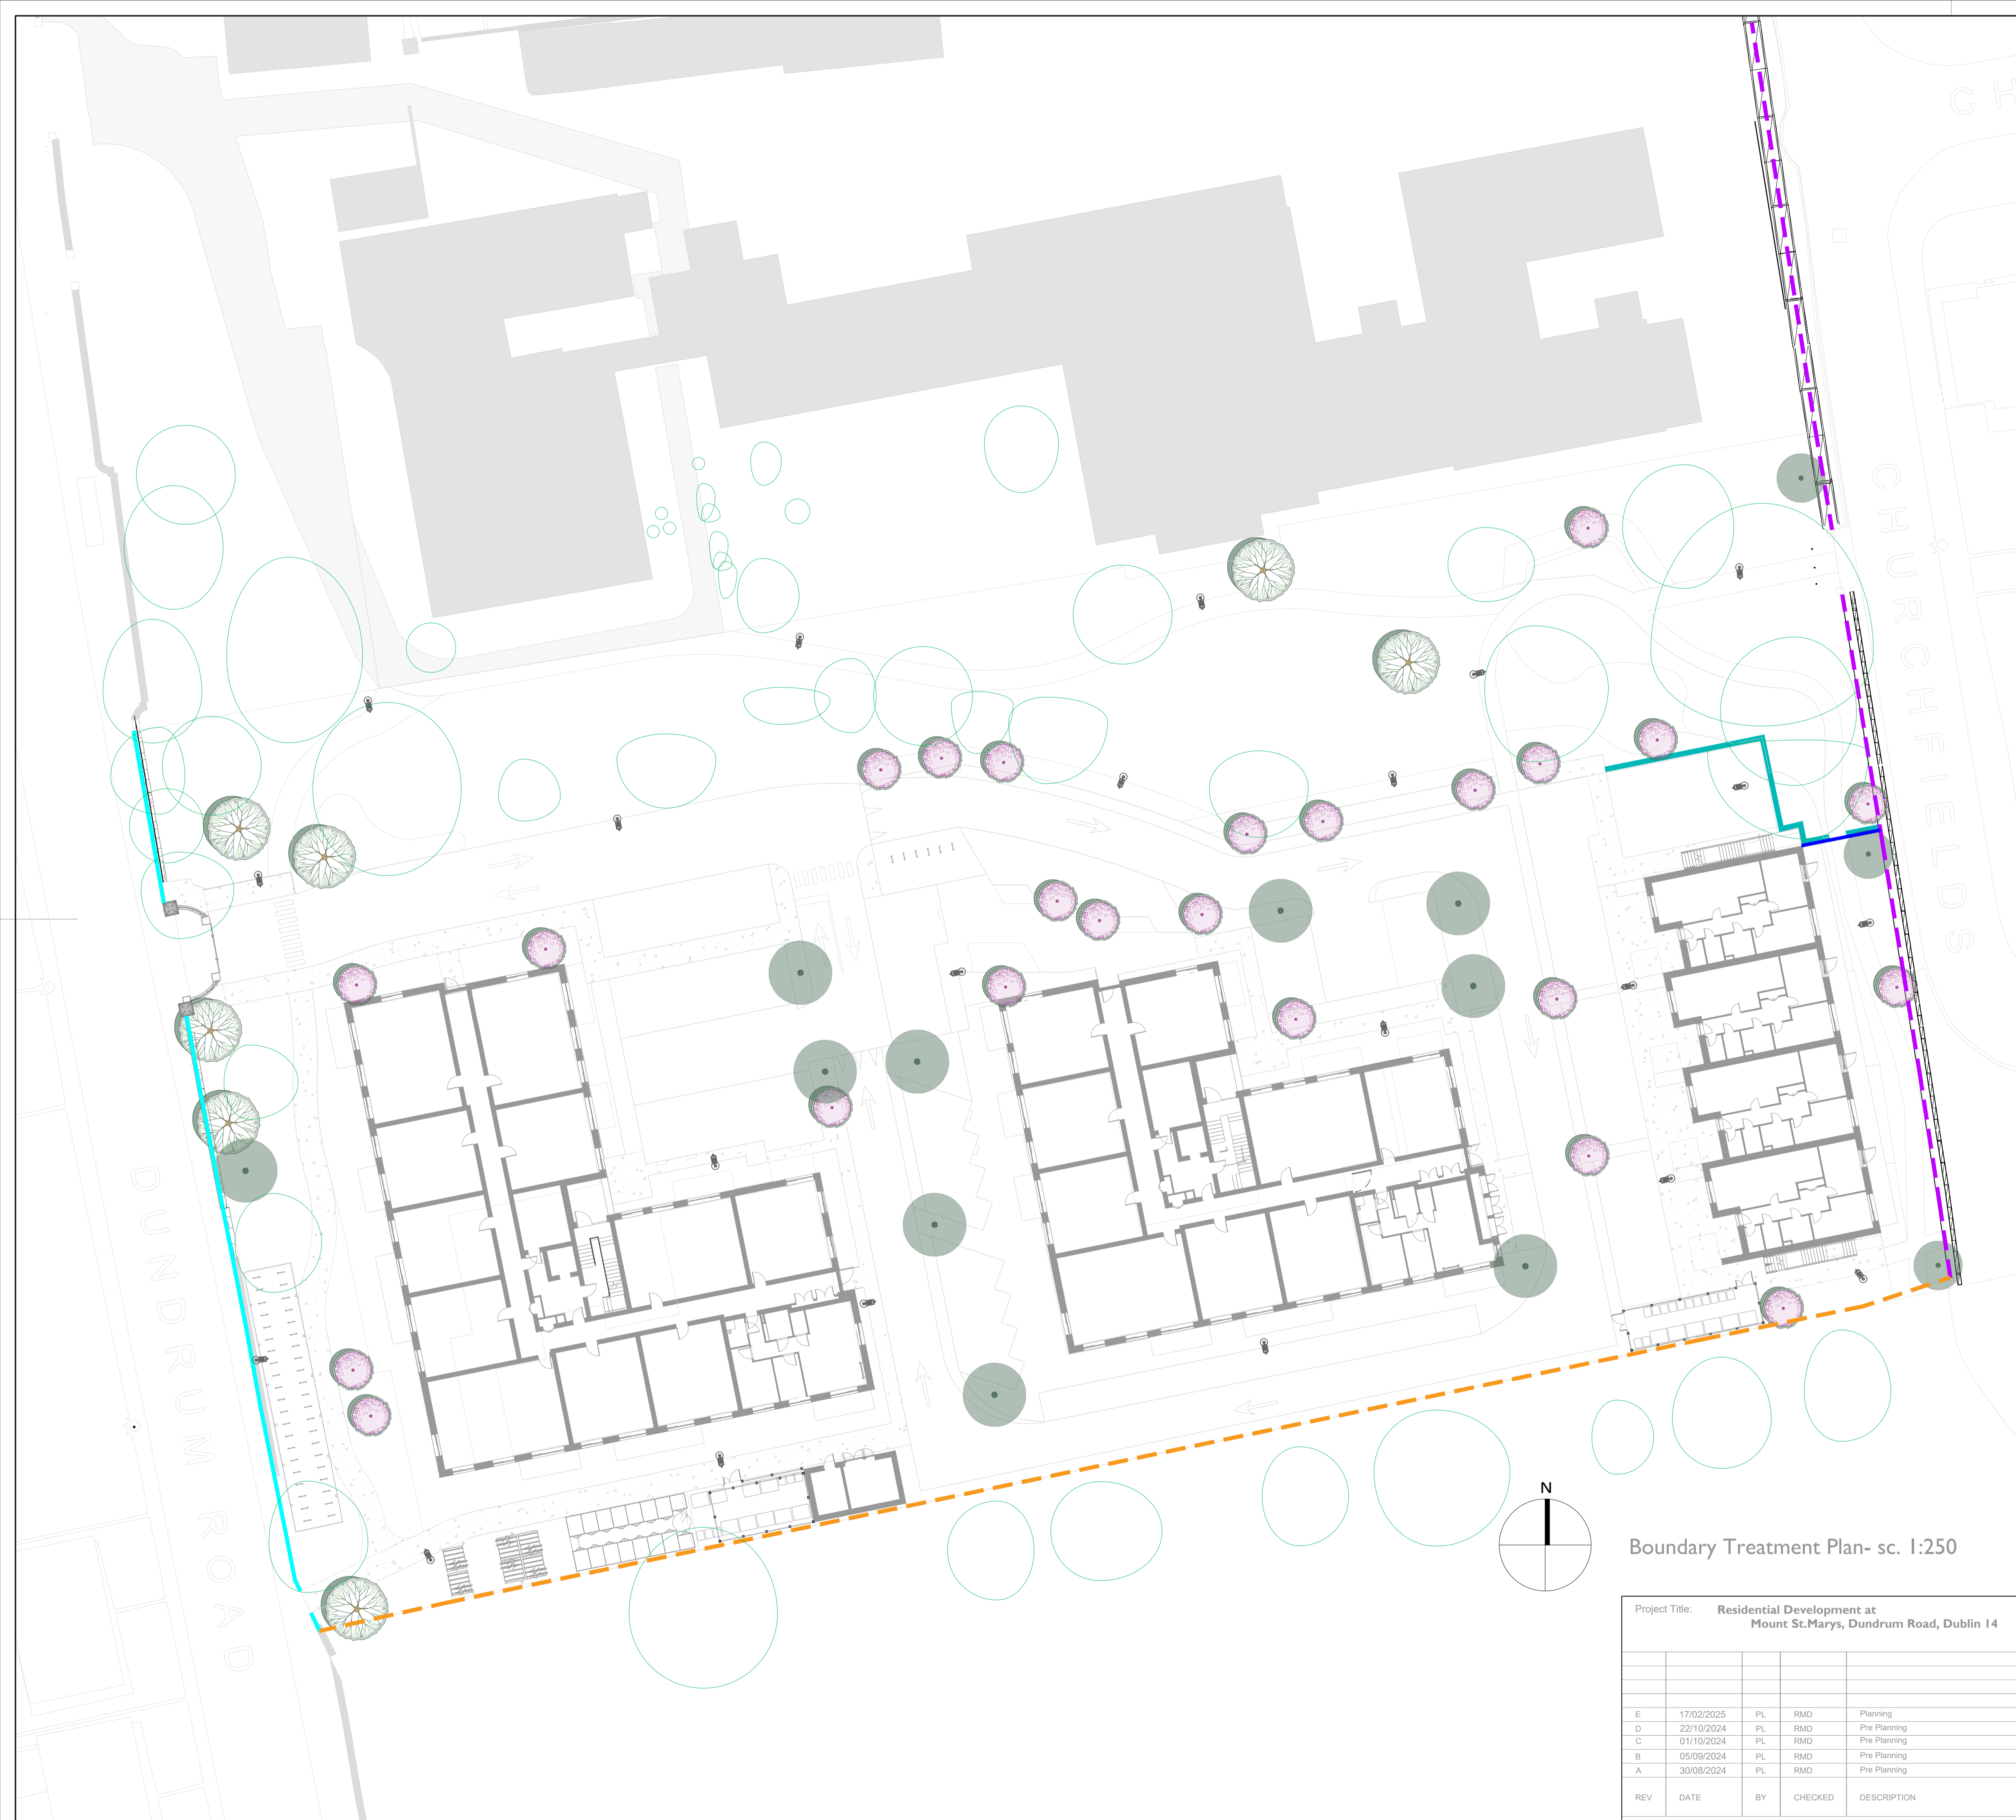 CH
CHURCHFIELDS
DUNDRUM ROAD
N
Boundary Treatment Plan- sc. 1:250
Project Title: Residential Development at
Mount St.Marys, Dundrum Road, Dublin 14
E 17/02/2025 PL RMD Planning
D 22/10/2024 PL RMD Pre Planning
C 01/10/2024 PL RMD Pre Planning
B 05/09/2024 PL RMD Pre Planning
A 30/08/2024 PL RMD Pre Planning
REV DATE BY CHECKED DESCRIPTION